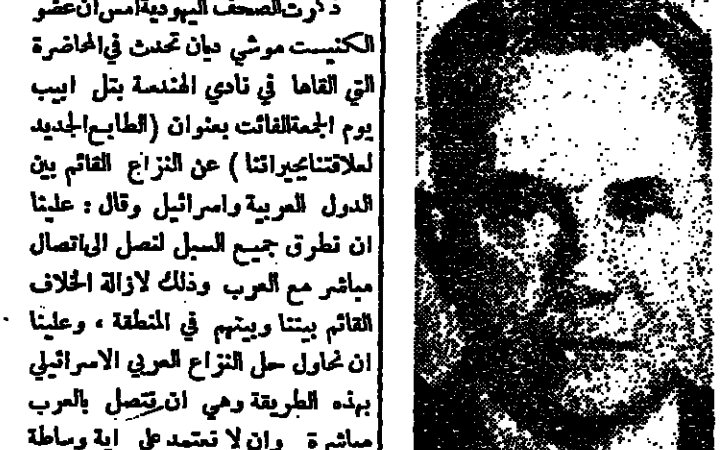 ذكرت الصحف اليهودية امس ان عضو
الكنيست موشي ديان تحدث في المحاضرة
التي القاها في نادي الهندسة بتل ابيب
يوم الجمعة الفائت بعنوان (الطابع الجديد
لعلاقتنا بجيراننا) عن النزاع القائم بين
الدول العربية واسرائيل وقال : علينا
ان نطرق جميع السبل لنصل الى اتصال
مباشر مع العرب وذلك لازالة الخلاف
القائم بيننا وبينهم في المنطقة ، وعلينا
ان نحاول حل النزاع العربي الاسرائيلي
بهذه الطريقة وهي ان نتصل بالعرب
مباشرة وان لا نعتمد على اية وساطة